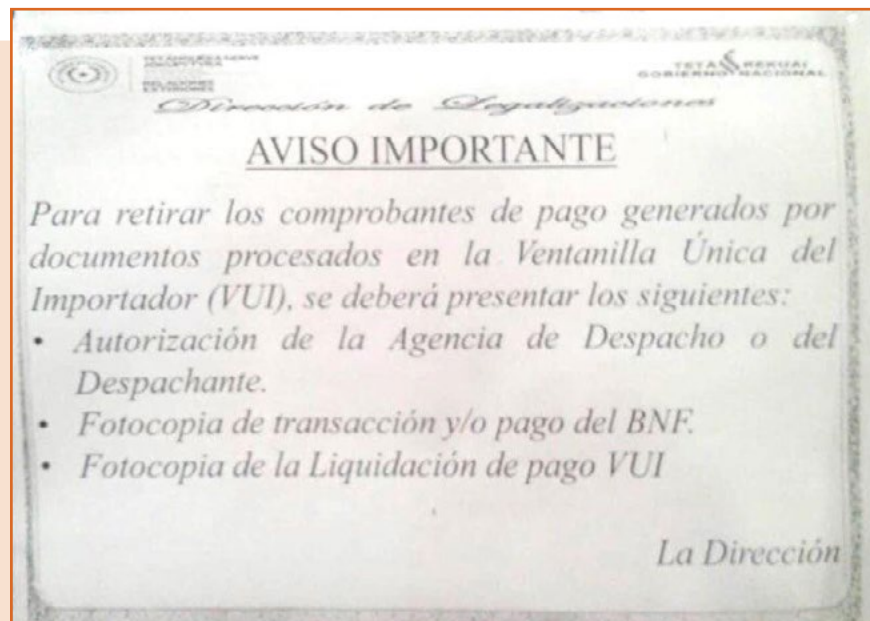 RELACIONES
EXTERIORES
TETÃ REKUAI
GOBIERNO NACIONAL
Dirección de Legalizaciones
AVISO IMPORTANTE
Para retirar los comprobantes de pago generados por
documentos procesados en la Ventanilla Única del
Importador (VUI), se deberá presentar los siguientes:
• Autorización de la Agencia de Despacho o del
Despachante.
• Fotocopia de transacción y/o pago del BNF.
• Fotocopia de la Liquidación de pago VUI
La Dirección